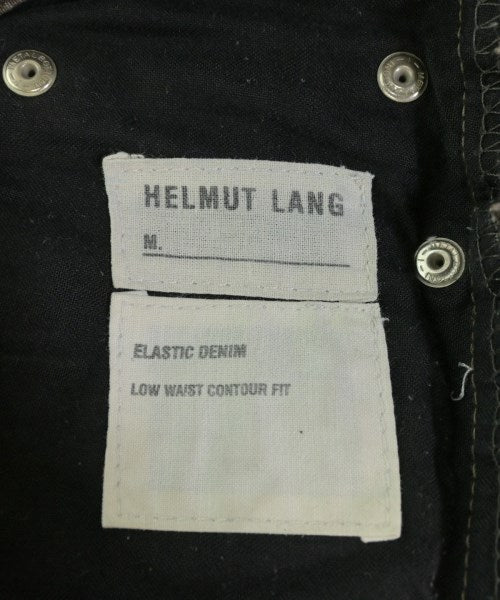 HELMUT LANG
M.
ELASTIC DENIM
LOW WAIST CONTOUR FIT